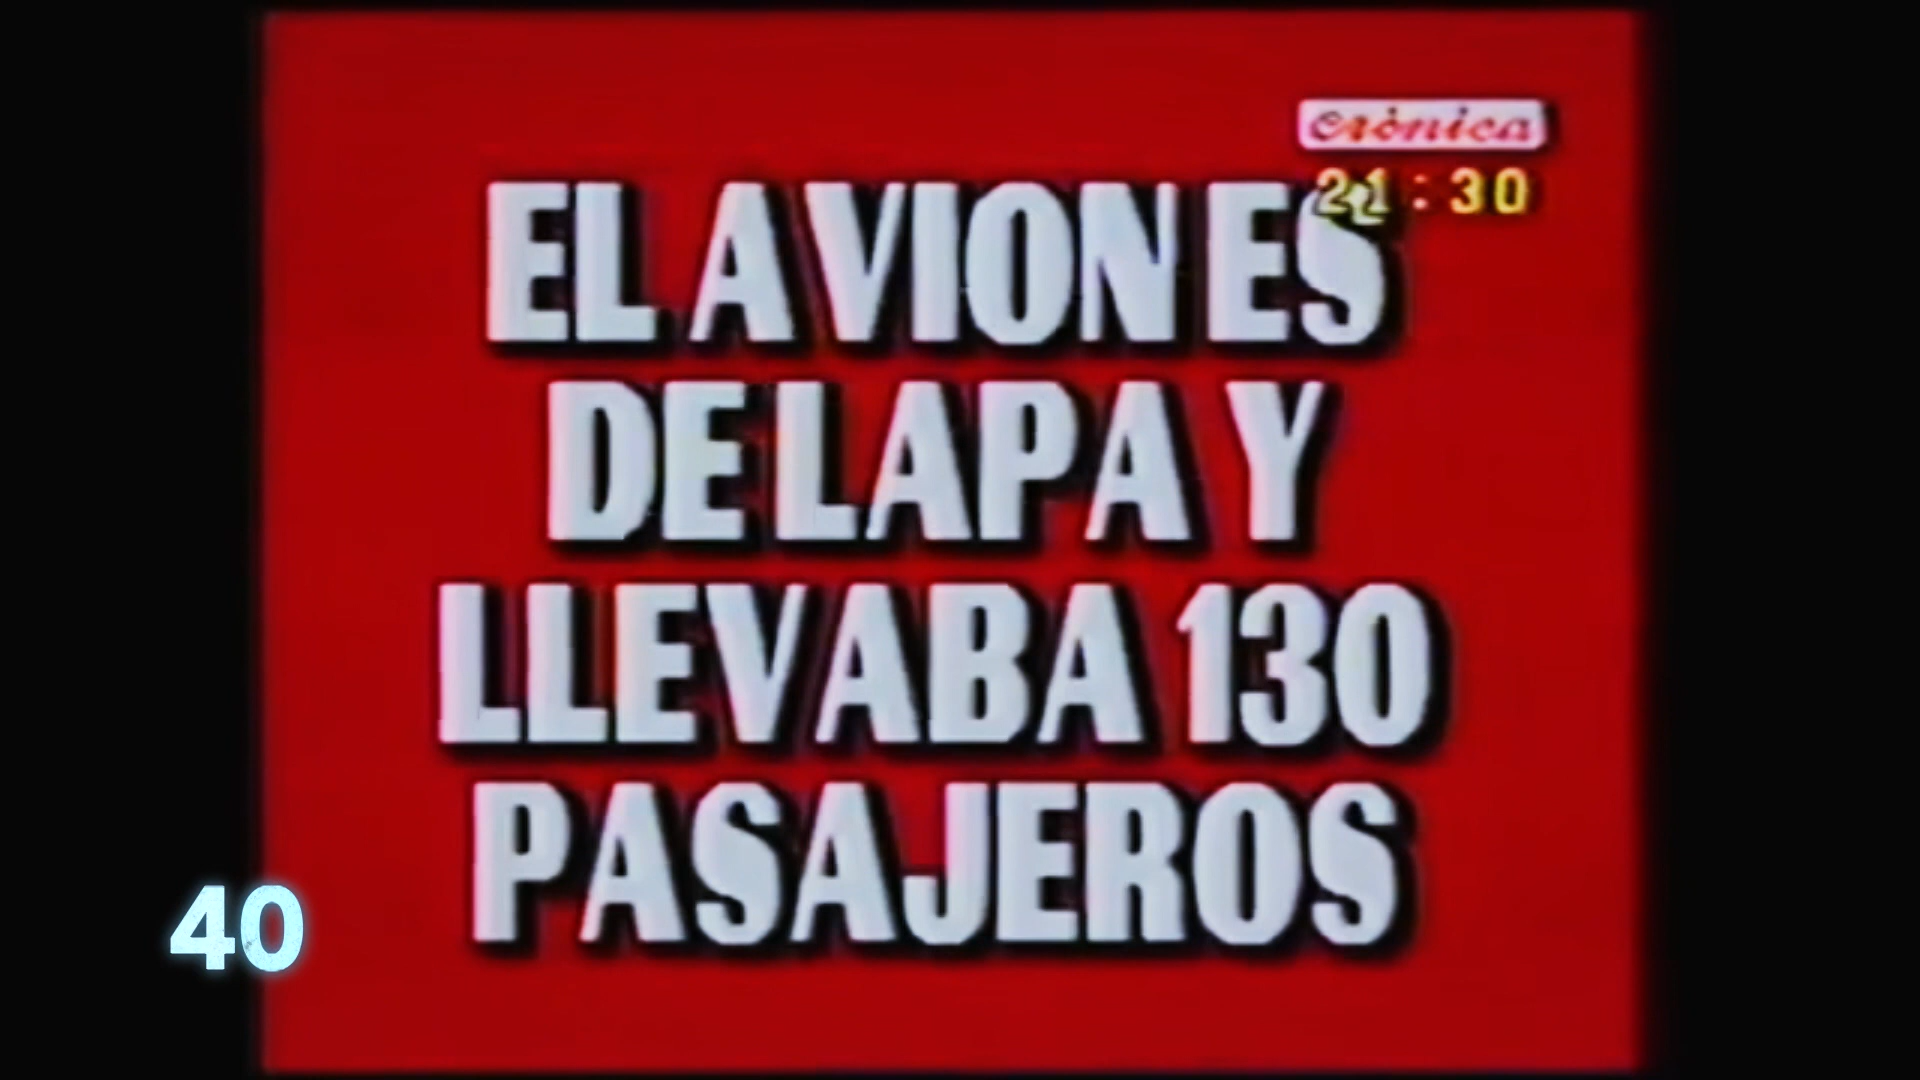 crónica
21:30
EL AVION ES
DE LAPA Y
LLEVABA 130
PASAJEROS
40